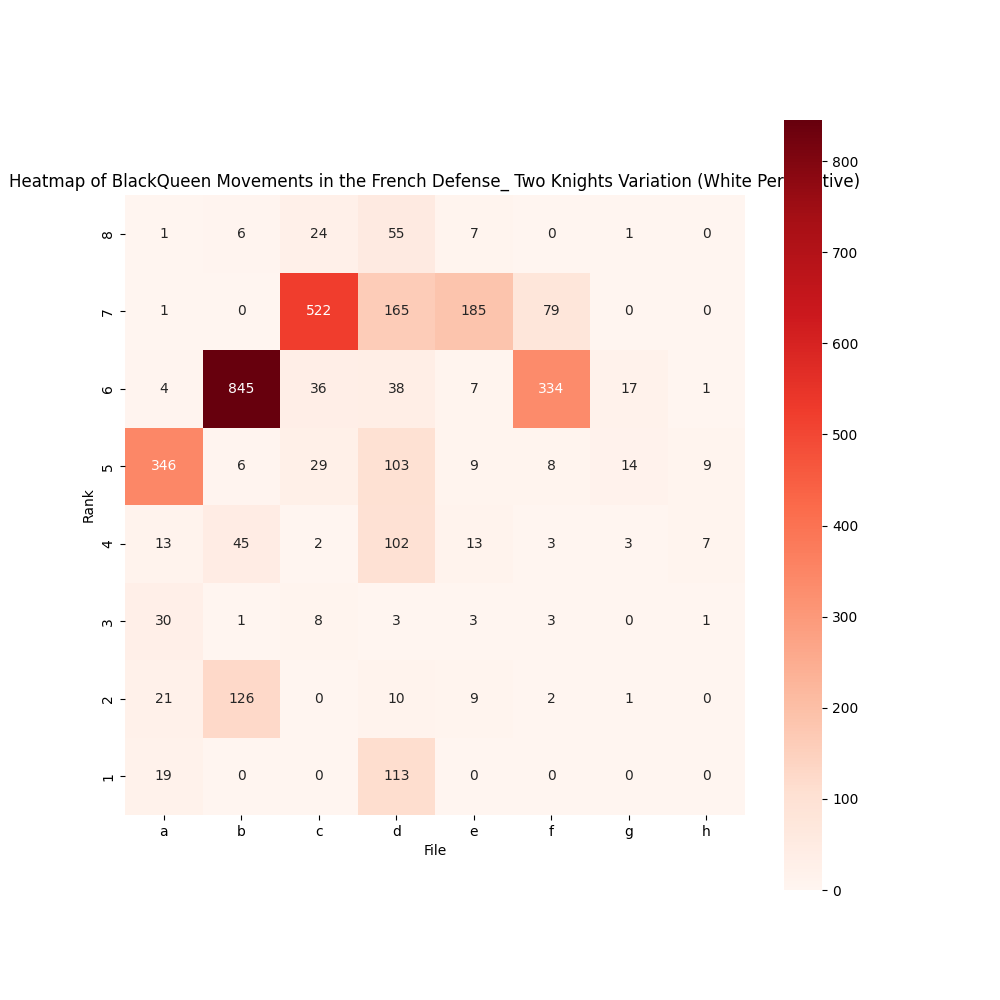 Heatmap of BlackQueen Movements in the French Defense_ Two Knights Variation (White Per tive)
8 1 6 24 55 7 0 1 0
7 1 0 522 165 185 79 0 0
6 4 845 36 38 7 334 17 1
5 346 6 29 103 9 8 14 9
4 13 45 2 102 13 3 3 7
3 30 1 8 3 3 3 0 1
2 21 126 0 10 9 2 1 0
1 19 0 0 113 0 0 0 0
a b c d e f g h
Rank
File
800
700
600
500
400
300
200
100
0